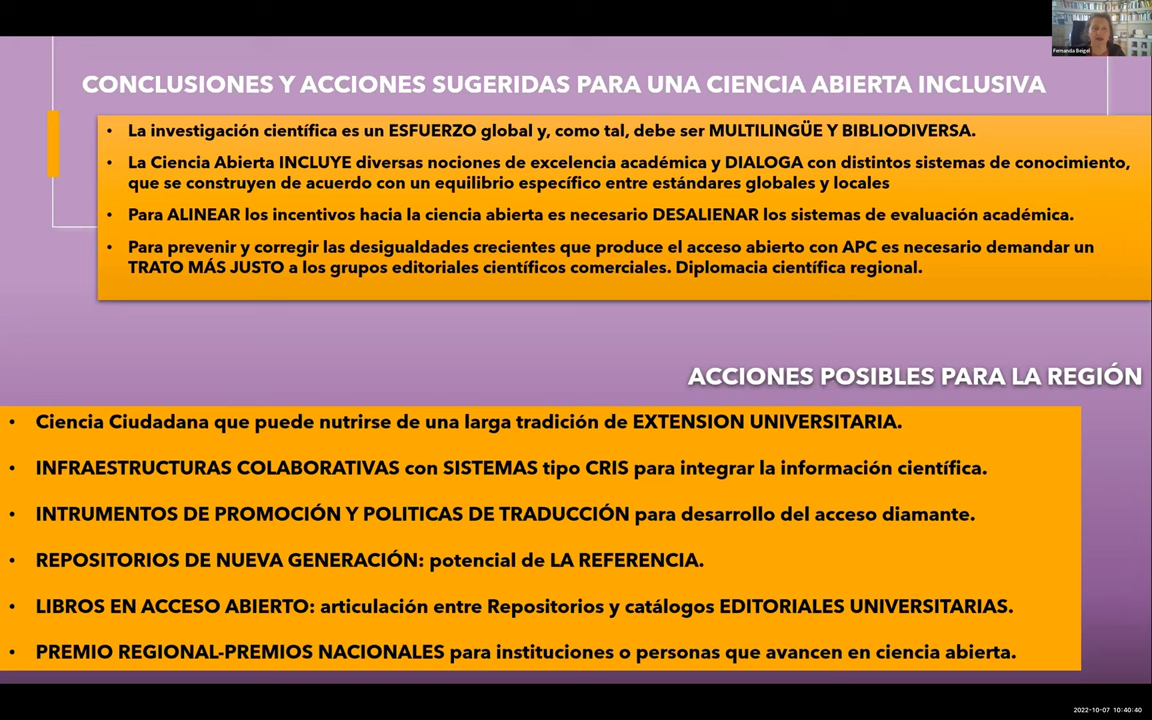 Fernanda Beigel
CONCLUSIONES Y ACCIONES SUGERIDAS PARA UNA CIENCIA ABIERTA INCLUSIVA
• La investigación científica es un ESFUERZO global y, como tal, debe ser MULTILINGÜE Y BIBLIODIVERSA.
• La Ciencia Abierta INCLUYE diversas nociones de excelencia académica y DIALOGA con distintos sistemas de conocimiento,
que se construyen de acuerdo con un equilibrio específico entre estándares globales y locales
• Para ALINEAR los incentivos hacia la ciencia abierta es necesario DESALIENAR los sistemas de evaluación académica.
• Para prevenir y corregir las desigualdades crecientes que produce el acceso abierto con APC es necesario demandar un
TRATO MÁS JUSTO a los grupos editoriales científicos comerciales. Diplomacia científica regional.
ACCIONES POSIBLES PARA LA REGIÓN
• Ciencia Ciudadana que puede nutrirse de una larga tradición de EXTENSION UNIVERSITARIA.
• INFRAESTRUCTURAS COLABORATIVAS con SISTEMAS tipo CRIS para integrar la información científica.
• INTRUMENTOS DE PROMOCIÓN Y POLITICAS DE TRADUCCIÓN para desarrollo del acceso diamante.
• REPOSITORIOS DE NUEVA GENERACIÓN: potencial de LA REFERENCIA.
• LIBROS EN ACCESO ABIERTO: articulación entre Repositorios y catálogos EDITORIALES UNIVERSITARIAS.
• PREMIO REGIONAL-PREMIOS NACIONALES para instituciones o personas que avancen en ciencia abierta.
2022-10-07 10:40:40